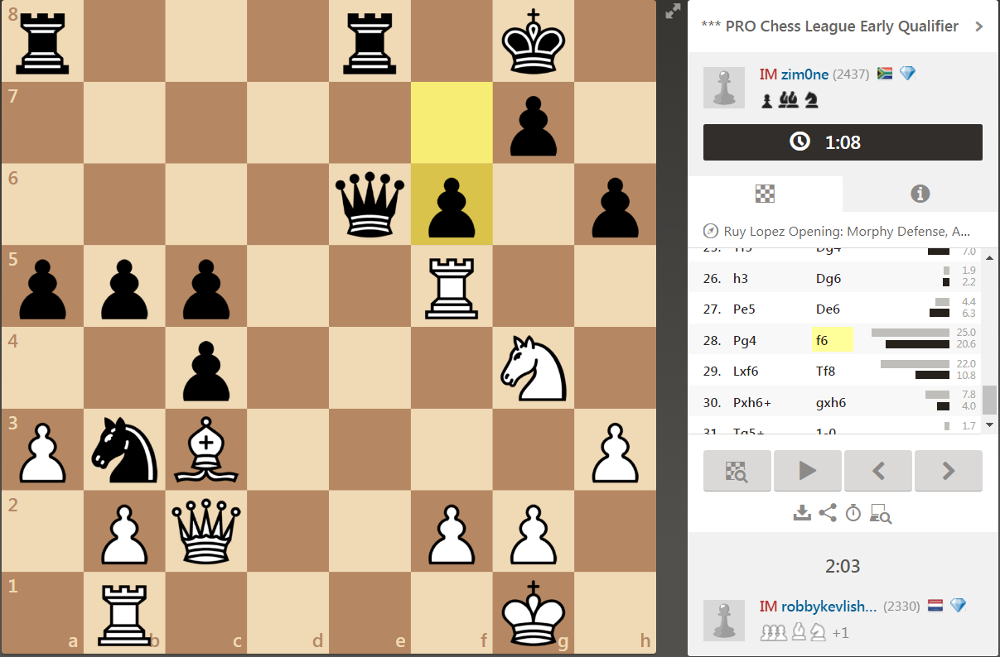 8
7
6
5
4
3
2
1
a b c d e f g h
*** PRO Chess League Early Qualifier
IM zim0ne (2437)
1:08
Ruy Lopez Opening: Morphy Defense, A...
Dg4 7.0
26. h3 Dg6 1.9
2.2
27. Pe5 De6 4.4
6.3
28. Pg4 f6 25.0
20.6
29. Lxf6 Tf8 22.0
10.8
30. Pxh6+ gxh6 7.8
4.0
31. Tg5+ 1-0 1.7
2:03
IM robbykevlish... (2330)
+1